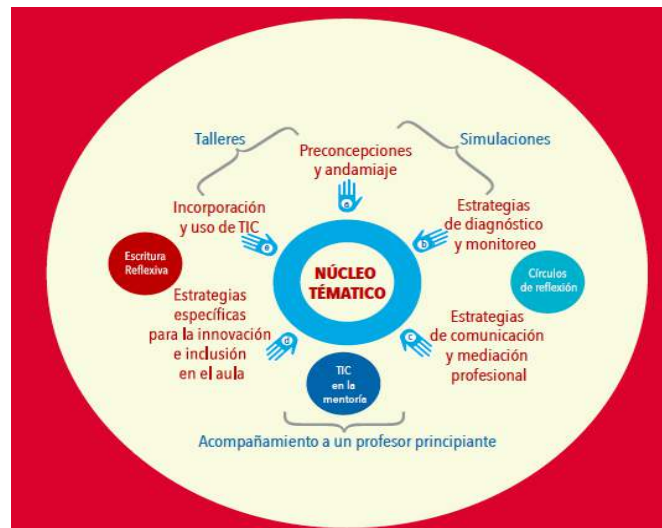 Talleres
Simulaciones
Preconcepciones
y andamiaje
a
Incorporación
y uso de TIC
e
Estrategias
de diagnóstico
y monitoreo
b
Escritura
Reflexiva
NÚCLEO
TÉMATICO
Círculos
de reflexión
Estrategias
específicas
para la innovación
e inclusión
en el aula
d
Estrategias
de comunicación
y mediación
profesional
c
TIC
en la
mentoría
Acompañamiento a un profesor principiante